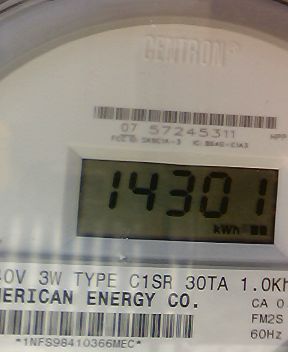 CENTRON®
07 57245311
14301
kWh
40V 3W TYPE C1SR 30TA 1.0Kh
MERICAN ENERGY CO.
CA 0
FM2S
60Hz
*1NFS98410366MEC*